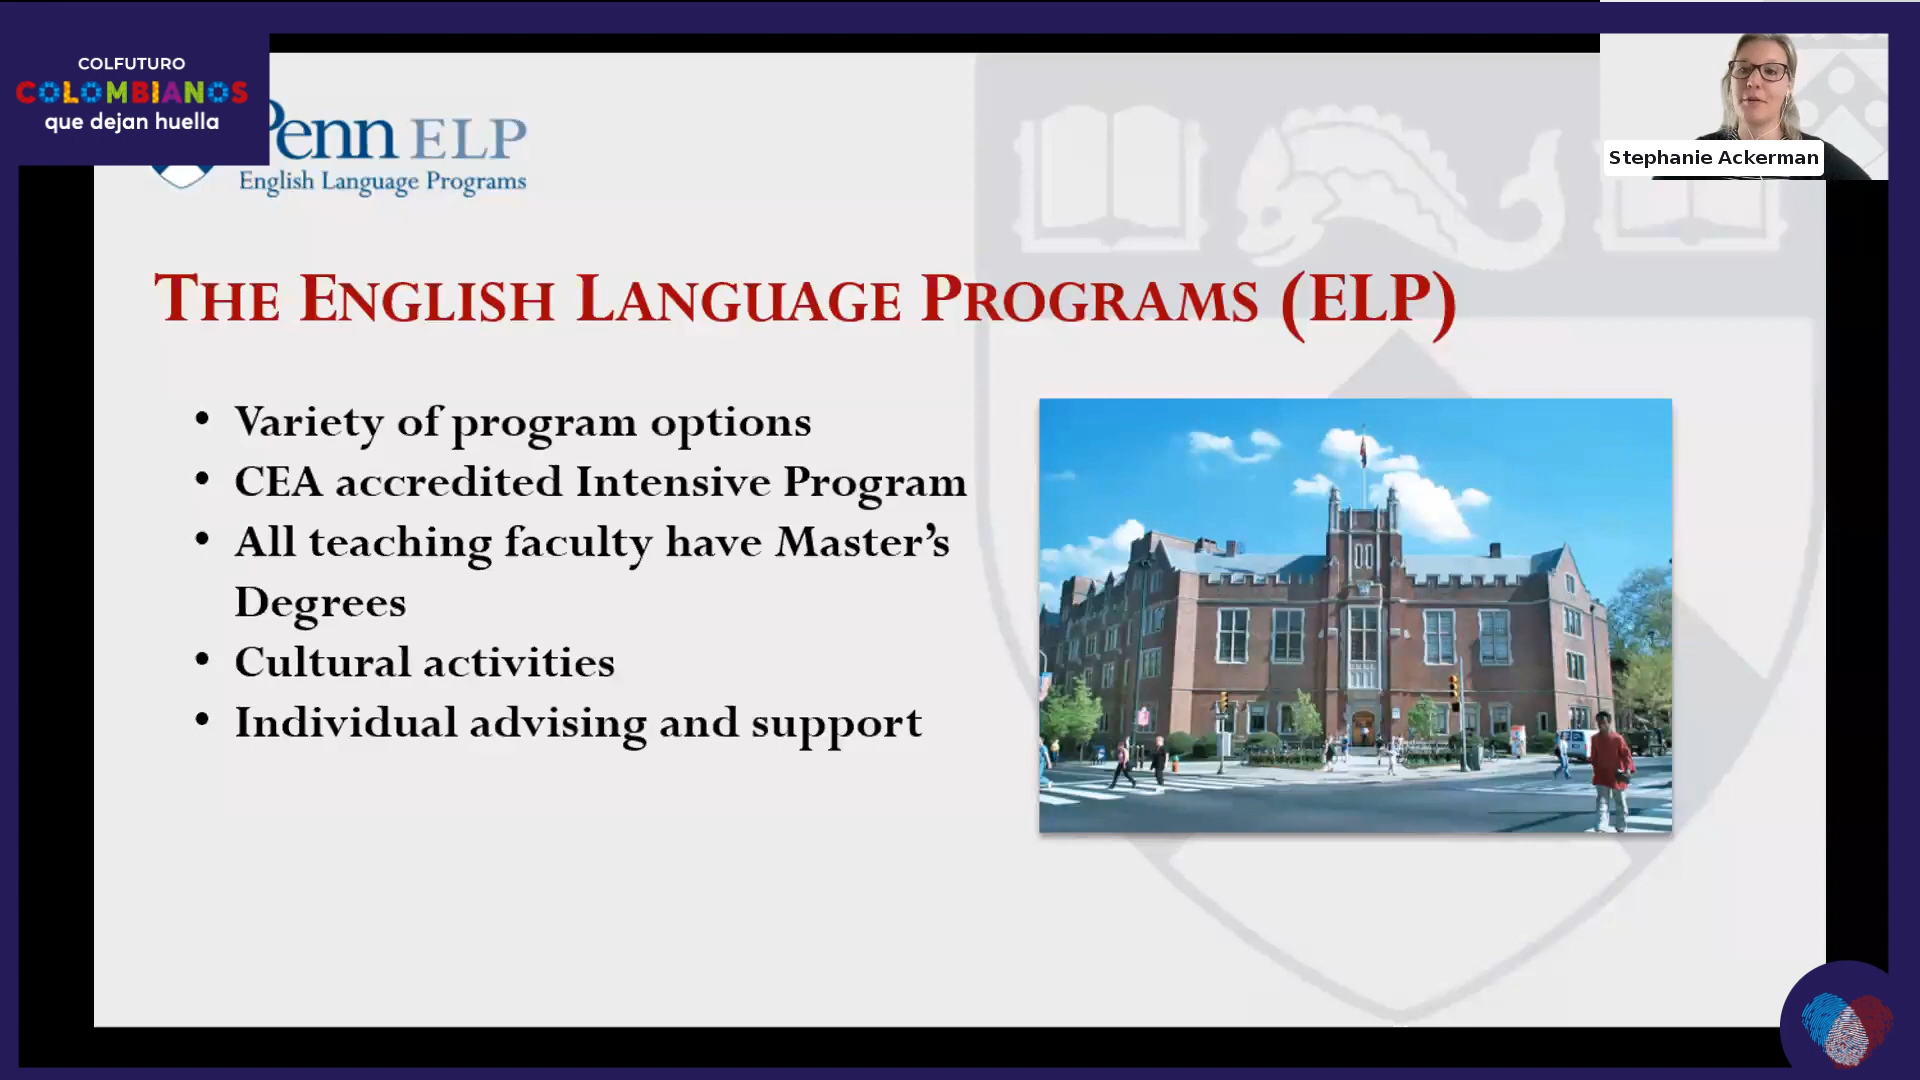 COLFUTURO
COLOMBIANOS
que dejan huella
Penn ELP
English Language Programs
Stephanie Ackerman
THE ENGLISH LANGUAGE PROGRAMS (ELP)
• Variety of program options
• CEA accredited Intensive Program
• All teaching faculty have Master’s
Degrees
• Cultural activities
• Individual advising and support